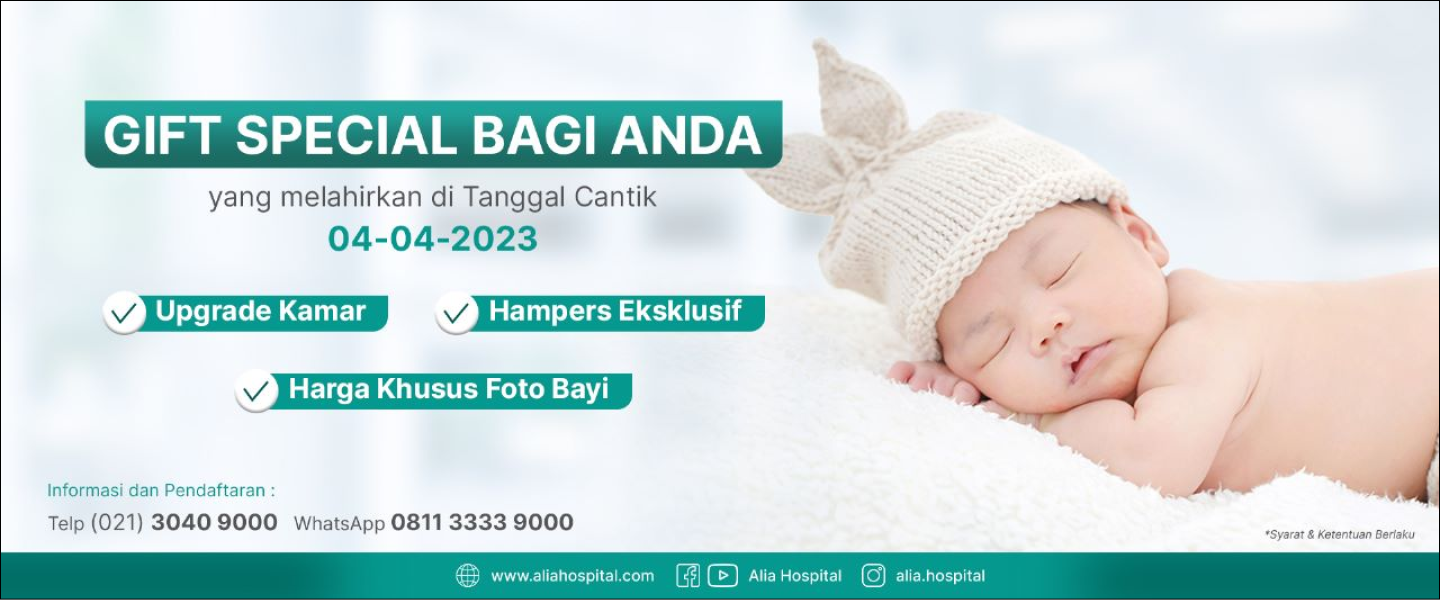 GIFT SPECIAL BAGI ANDA
yang melahirkan di Tanggal Cantik
04-04-2023
Upgrade Kamar
Hampers Eksklusif
Harga Khusus Foto Bayi
Informasi dan Pendaftaran :
Telp (021) 3040 9000 WhatsApp 0811 3333 9000
*Syarat & Ketentuan Berlaku
www.aliahospital.com Alia Hospital alia.hospital